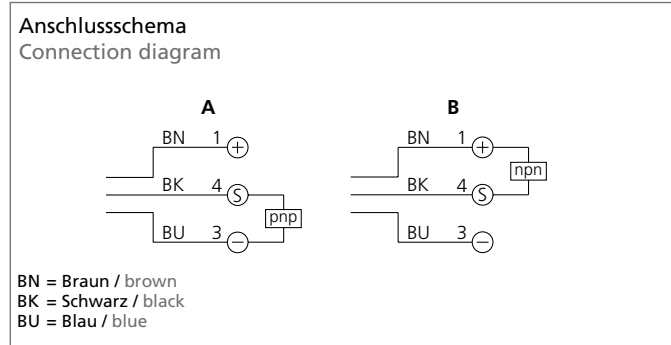 Anschlussschema
Connection diagram
A B
BN 1 + BN 1 +
npn
BK 4 S BK 4 S
pnp
BU 3 − BU 3 −
BN = Braun / brown
BK = Schwarz / black
BU = Blau / blue